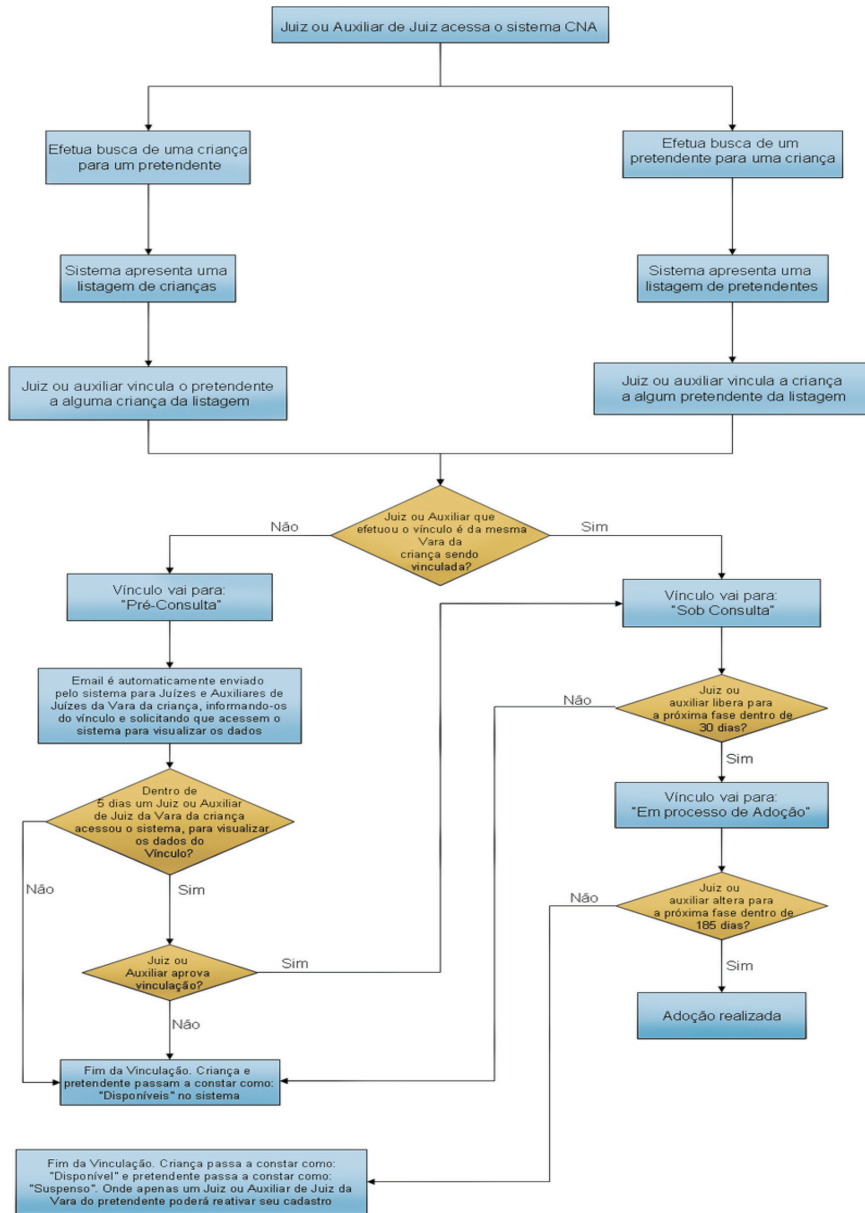 Juiz ou Auxiliar de Juiz acessa o sistema CNA
Efetua busca de uma criança
para um pretendente
Efetua busca de um
pretendente para uma criança
Sistema apresenta uma
listagem de crianças
Sistema apresenta uma
listagem de pretendentes
Juiz ou auxiliar vincula o pretendente
a alguma criança da listagem
Juiz ou auxiliar vincula a criança
a algum pretendente da listagem
Juiz ou Auxiliar que
efetuou o vínculo é da mesma
Vara da
criança sendo
vinculada?
Não
Sim
Vínculo vai para:
"Pré-Consulta"
Vínculo vai para:
"Sob Consulta"
Email é automaticamente enviado
pelo sistema para Juízes e Auxiliares de
Juízes da Vara da criança, informando-os
do vínculo e solicitando que acessem o
sistema para visualizar os dados
Juiz ou
auxiliar libera para
a próxima fase dentro de
30 dias?
Não
Sim
Dentro de
5 dias um Juiz ou Auxiliar
de Juiz da Vara da criança
acessou o sistema, para visualizar
os dados do
Vínculo?
Não
Sim
Vínculo vai para:
"Em processo de Adoção"
Juiz ou
auxiliar altera para
a próxima fase dentro de
185 dias?
Não
Sim
Juiz ou
Auxiliar aprova
vinculação?
Sim
Não
Adoção realizada
Fim da Vinculação. Criança e
pretendente passam a constar como:
"Disponíveis" no sistema
Fim da Vinculação. Criança passa a constar como:
"Disponível" e pretendente passa a constar como:
"Suspenso". Onde apenas um Juiz ou Auxiliar de Juiz da
Vara do pretendente poderá reativar seu cadastro